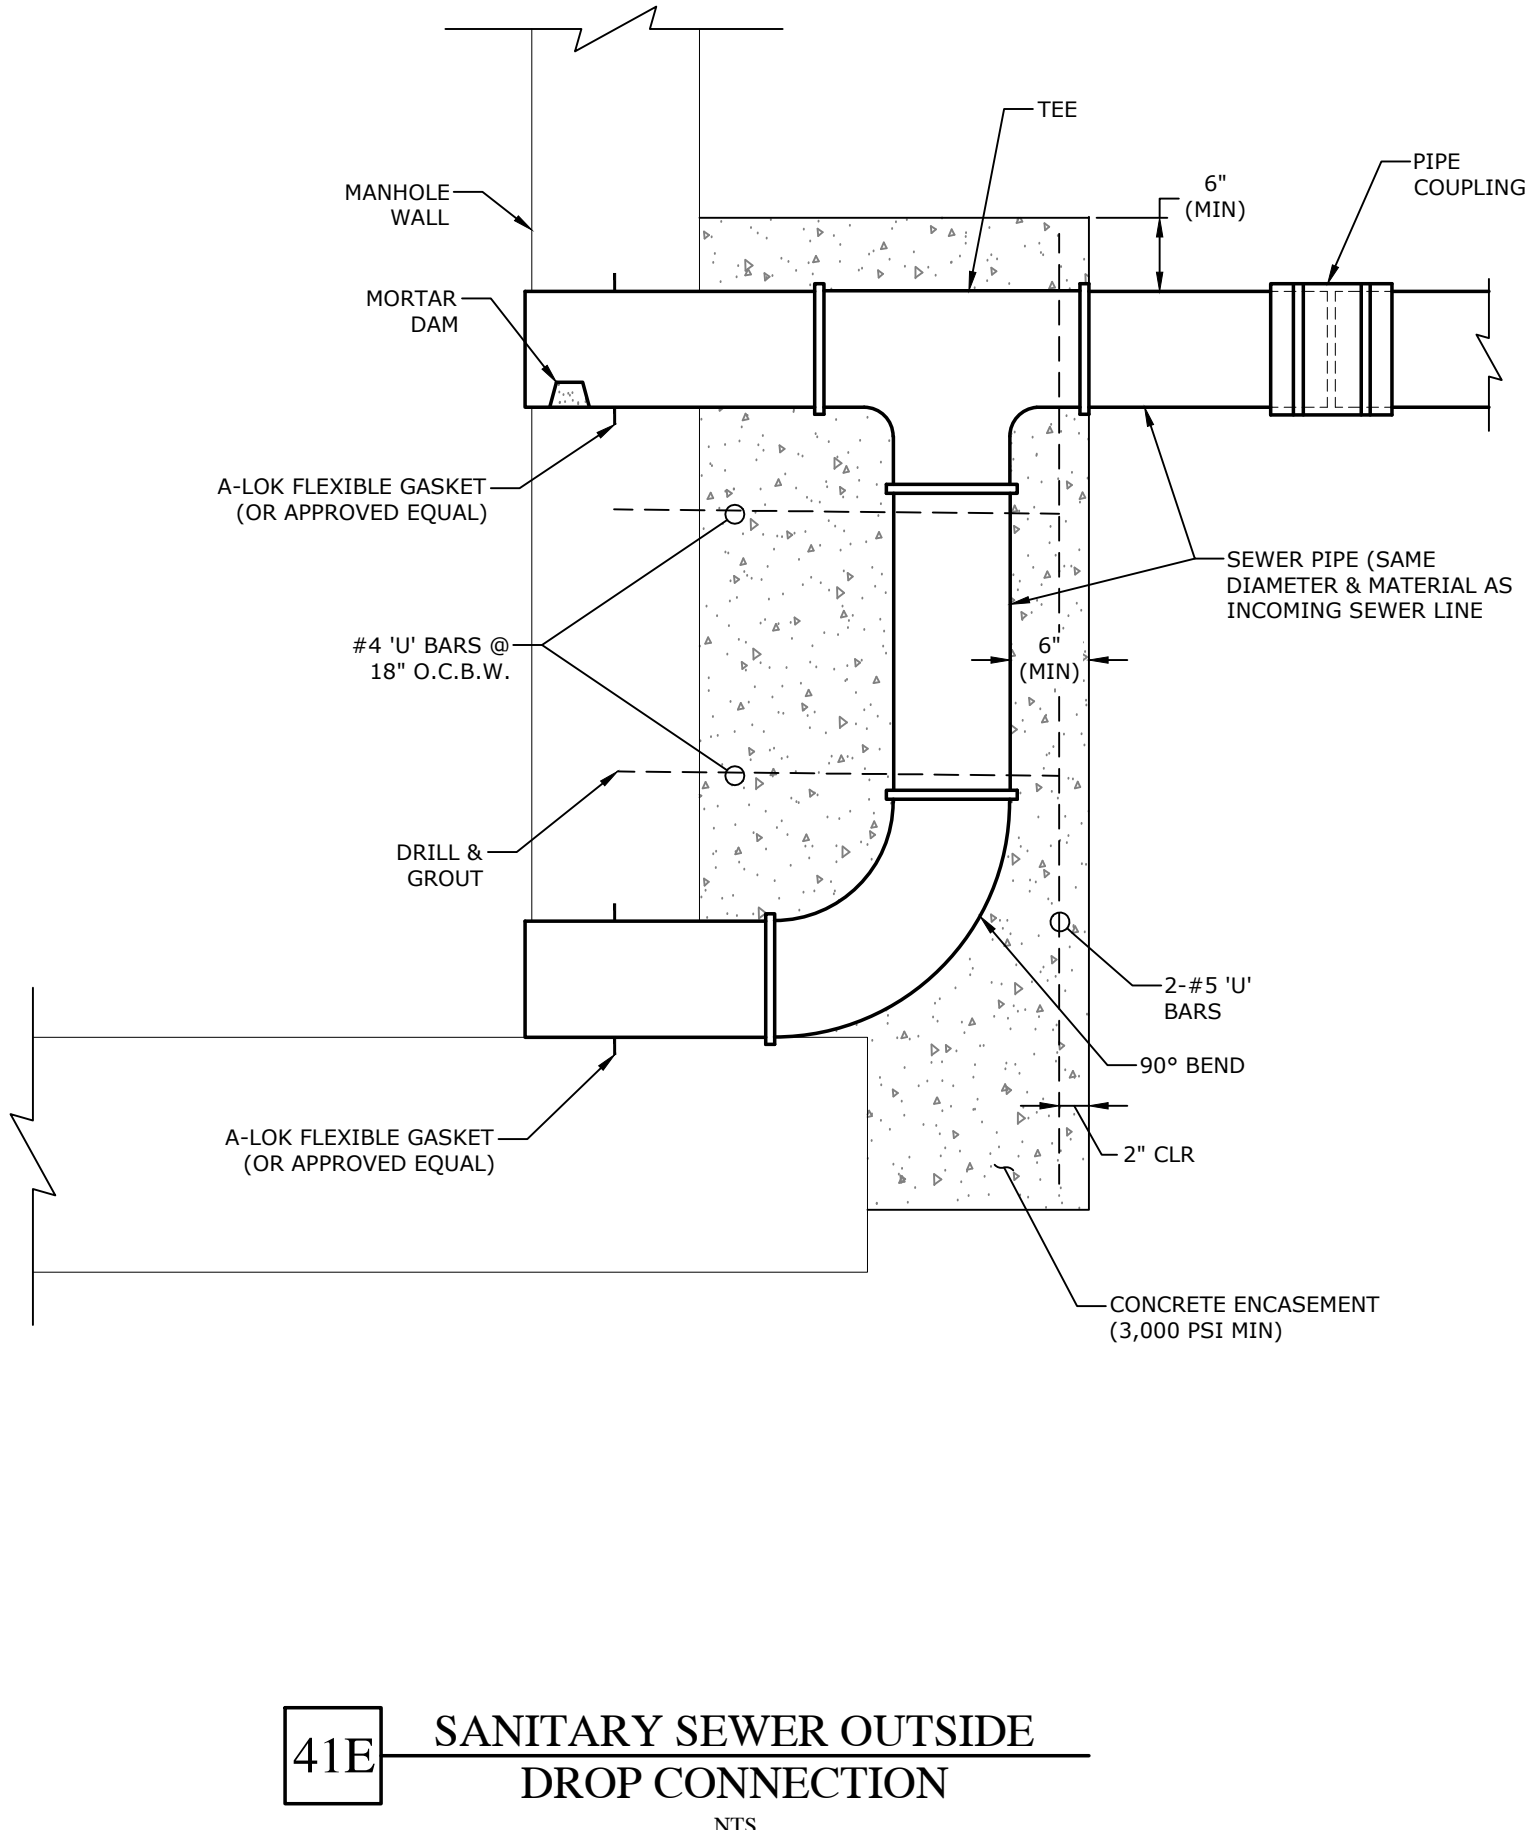 TEE
PIPE
COUPLING
6"
(MIN)
MANHOLE
WALL
MORTAR
DAM
A-LOK FLEXIBLE GASKET
(OR APPROVED EQUAL)
SEWER PIPE (SAME
DIAMETER & MATERIAL AS
INCOMING SEWER LINE
#4 'U' BARS @
18" O.C.B.W.
6"
(MIN)
DRILL &
GROUT
2-#5 'U'
BARS
90° BEND
A-LOK FLEXIBLE GASKET
(OR APPROVED EQUAL)
2" CLR
CONCRETE ENCASEMENT
(3,000 PSI MIN)
41E
SANITARY SEWER OUTSIDE
DROP CONNECTION
NTS